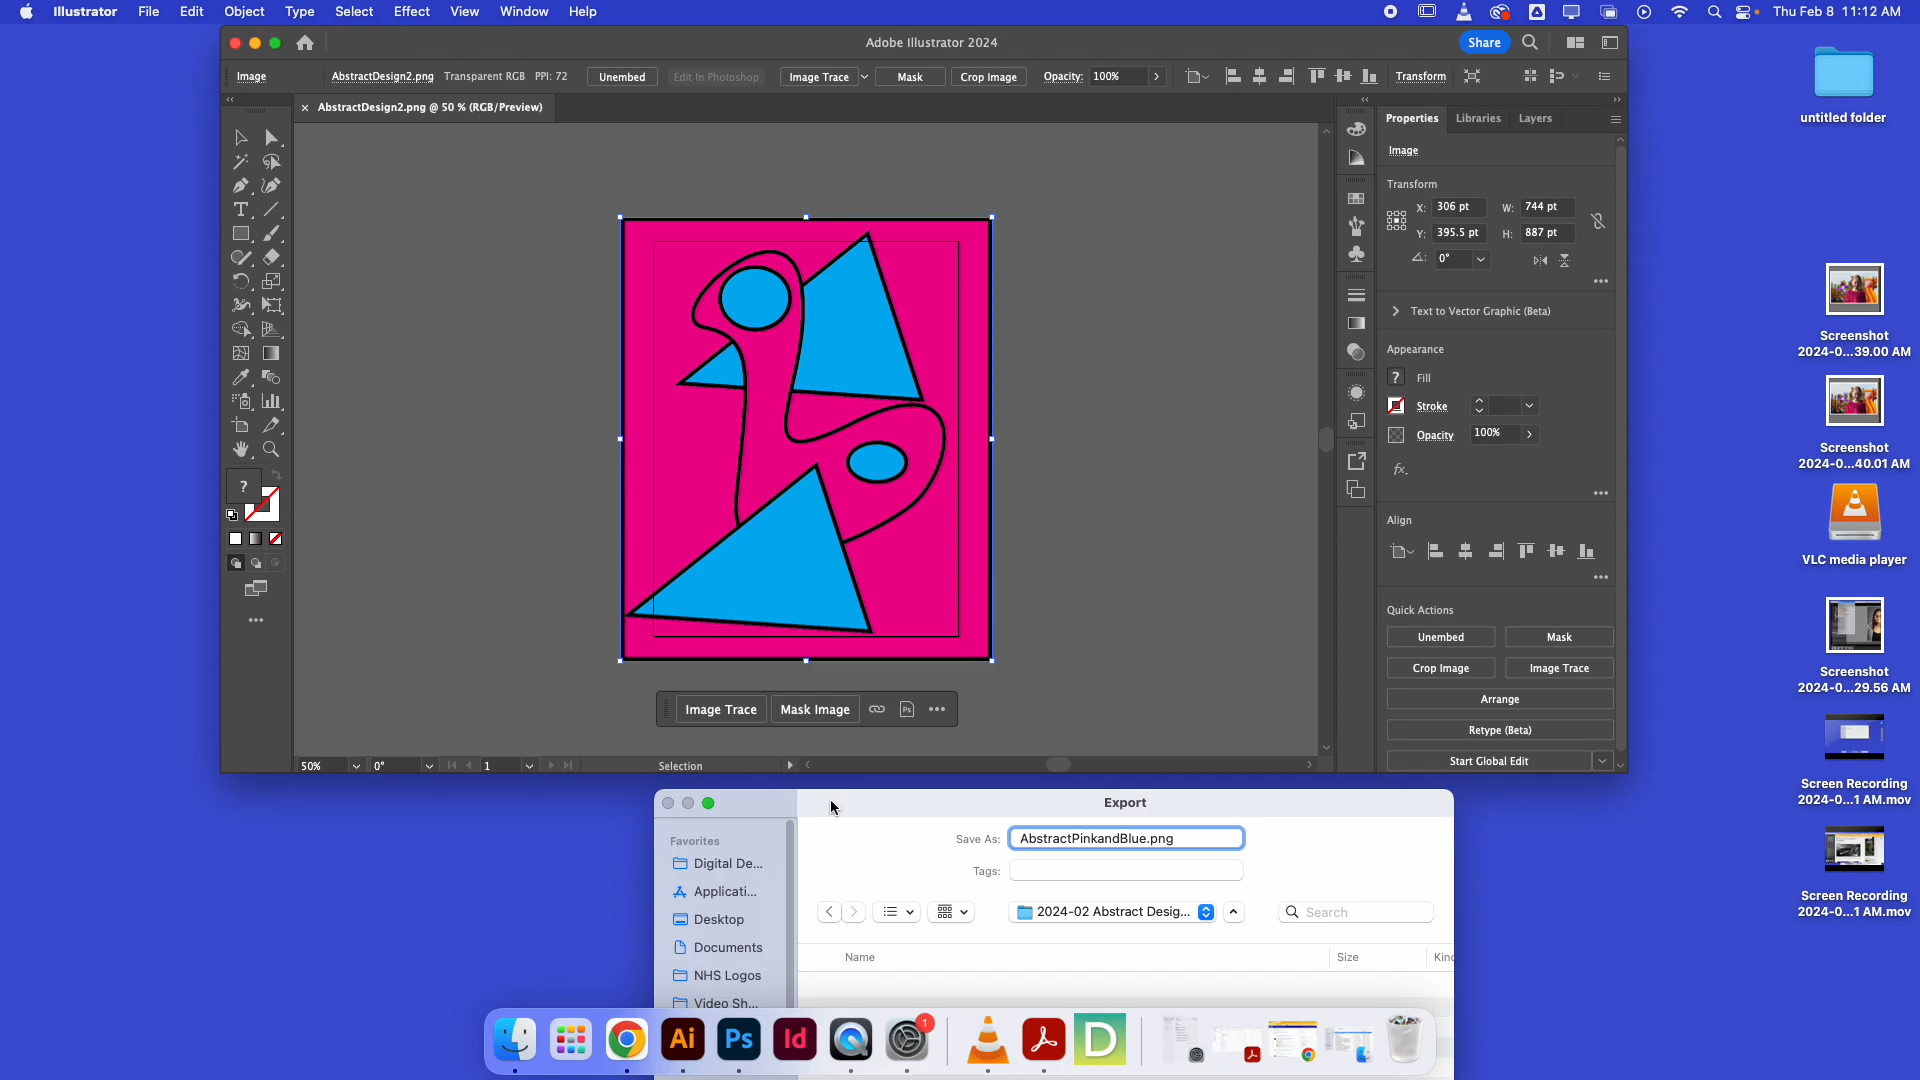 Illustrator File Edit Object Type Select Effect View Window Help
Thu Feb 8 11:12 AM
Adobe Illustrator 2024
Share
Image AbstractDesign2.png Transparent RGB PPI: 72 Unembed Edit In Photoshop Image Trace Mask Crop Image Opacity: 100% Transform
× AbstractDesign2.png @ 50 % (RGB/Preview)
Properties Libraries Layers
Image
Transform
X: 306 pt W: 744 pt
Y: 395.5 pt H: 887 pt
0°
Text to Vector Graphic (Beta)
Appearance
? Fill
Stroke
Opacity 100%
fx.
Align
Quick Actions
Unembed Mask
Crop Image Image Trace
Arrange
Retype (Beta)
Start Global Edit
?
Image Trace Mask Image Ps
50% 0° 1 Selection
Export
Save As: AbstractPinkandBlue.png
Tags:
2024-02 Abstract Desig...
Search
Name Size Kin
Favorites
Digital De...
Applicati...
Desktop
Documents
NHS Logos
Video Sh...
Ai Ps Id 1 D
untitled folder
Screenshot
2024-0...39.00 AM
Screenshot
2024-0...40.01 AM
VLC media player
Screenshot
2024-0...29.56 AM
Screen Recording
2024-0...1 AM.mov
Screen Recording
2024-0...1 AM.mov